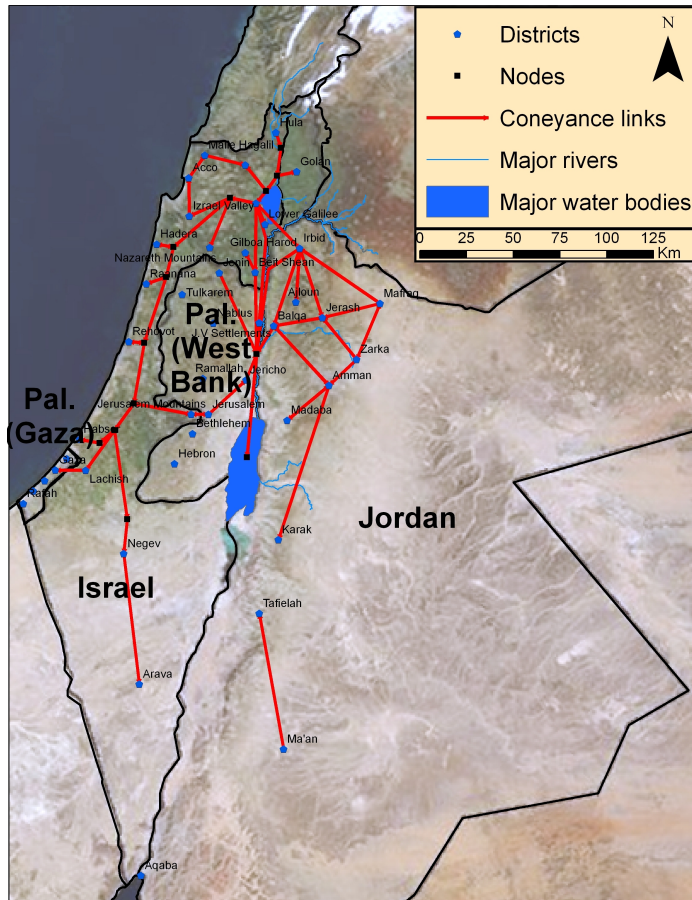 Districts
Nodes
Coneyance links
Major rivers
Major water bodies
N
0 25 50 75 100 125
Km
Hula
Malle Hagalil
Golan
Acco
Izrael Valley
Lower Galilee
Hadera
Gilboa Harod
Irbid
Nazareth Mountains
Jenin
Beit Shean
Raanana
Tulkarem
Ajloun
Mafraq
Nablus
Jerash
Pal.
(West
Bank)
Balqa
J.V Settlements
Rehovot
Zarka
Ramallah
Jericho
Amman
Pal.
(Gaza)
Jerusalem Mountains
Jerusalem
Madaba
Bethlehem
Habsor
Hebron
Gaza
Lachish
Rafah
Jordan
Karak
Negev
Israel
Tafielah
Arava
Ma'an
Aqaba